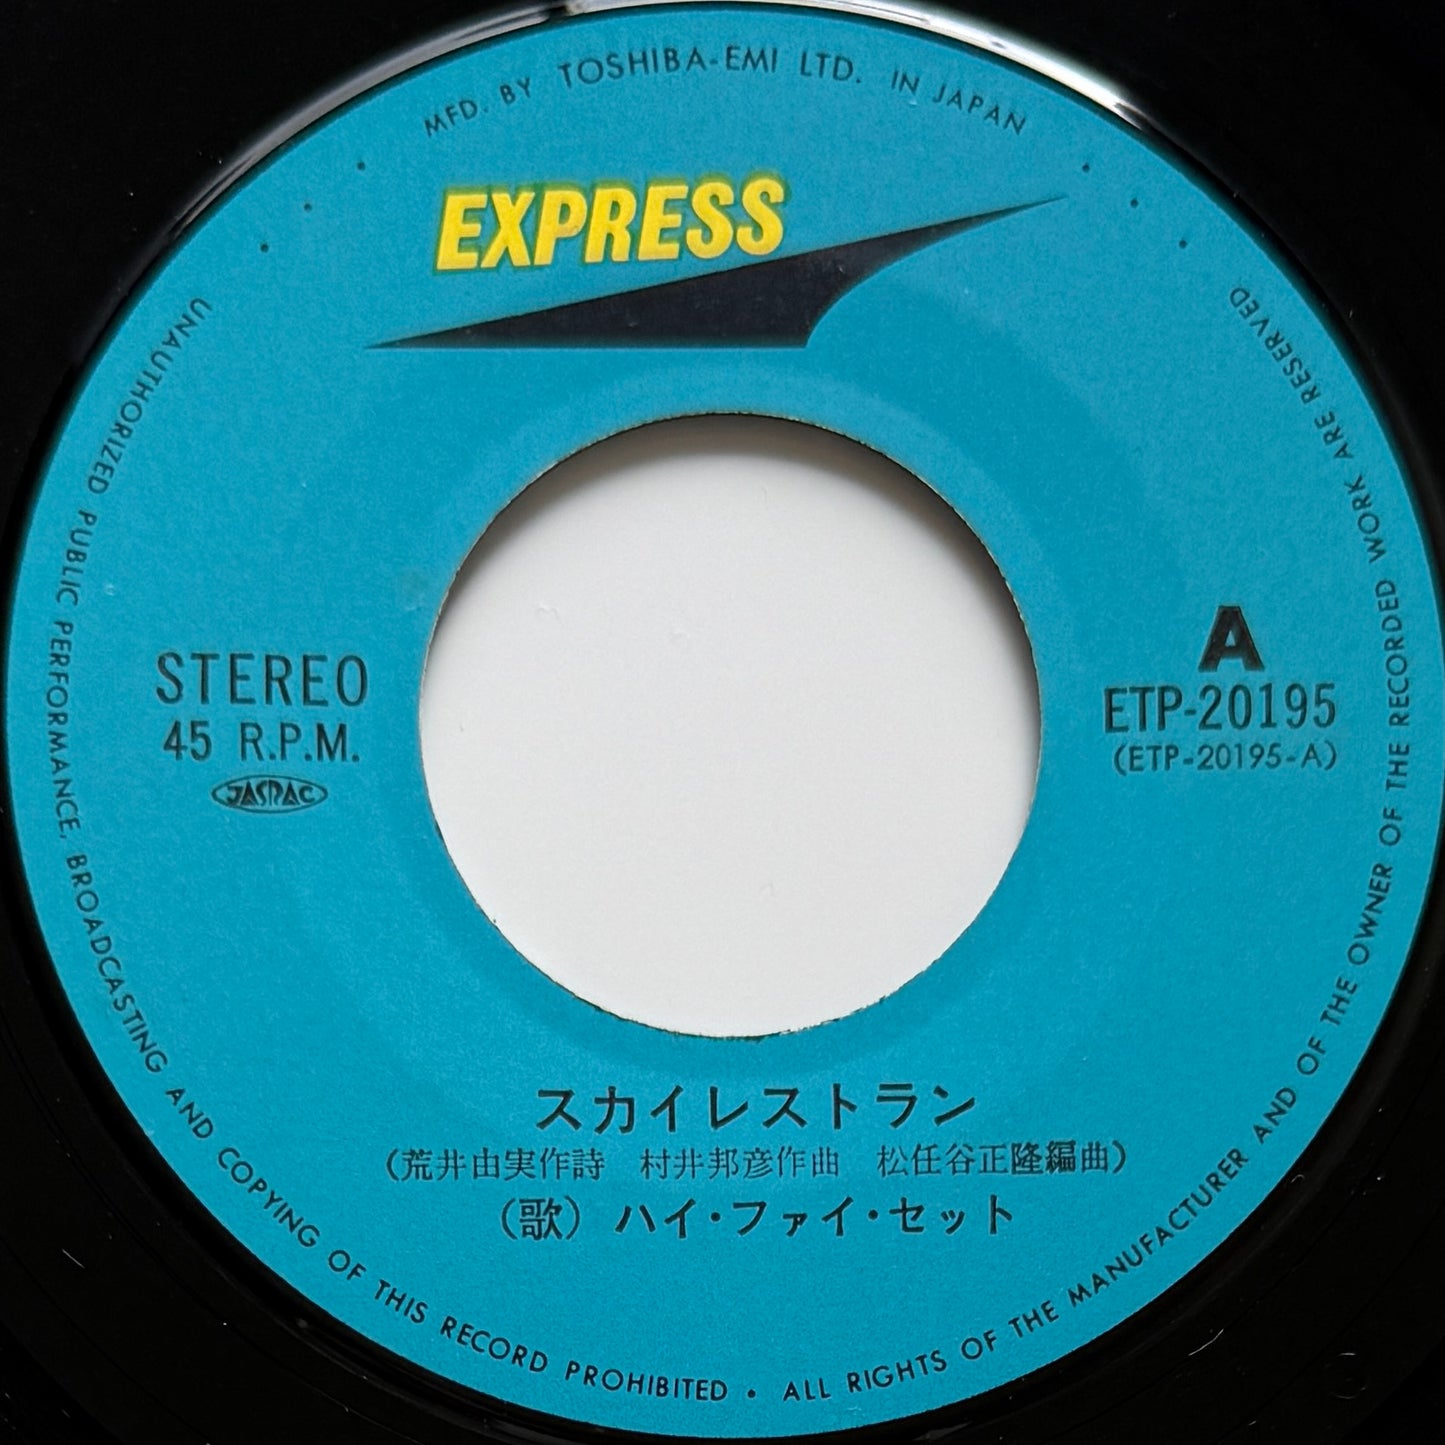 MFD. BY TOSHIBA-EMI LTD. IN JAPAN
EXPRESS
STEREO
45 R.P.M.
JASRAC
A
ETP-20195
(ETP-20195-A)
スカイレストラン
(荒井由実作詩 村井邦彦作曲 松任谷正隆編曲)
(歌) ハイ・ファイ・セット
UNAUTHORIZED PUBLIC PERFORMANCE, BROADCASTING AND COPYING OF THIS RECORD PROHIBITED • ALL RIGHTS OF THE MANUFACTURER AND OF THE OWNER OF THE RECORDED WORK ARE RESERVED